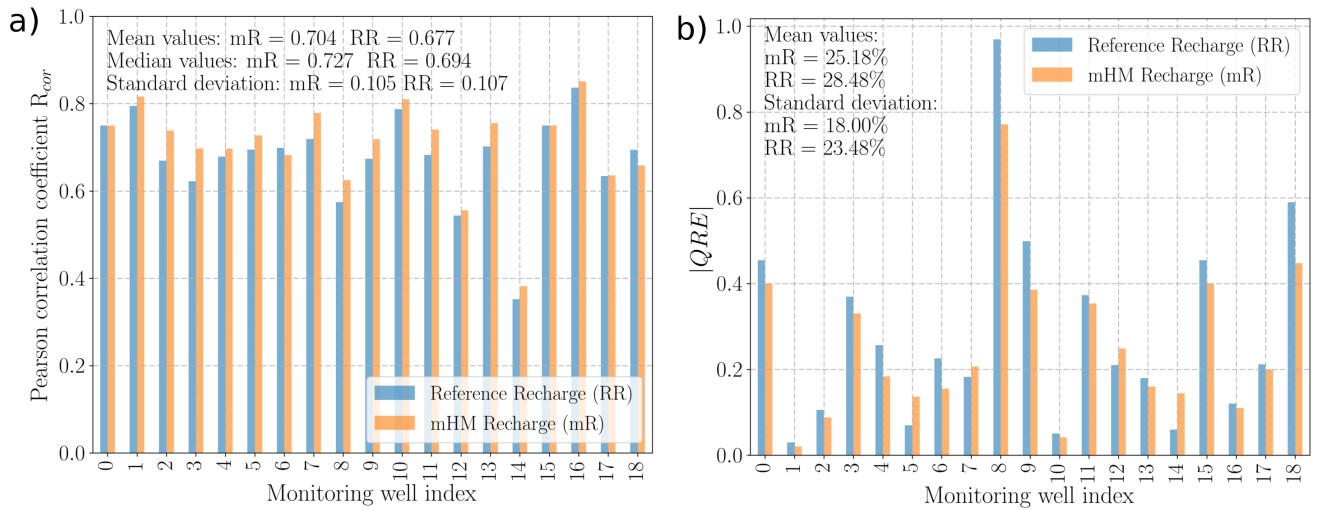 a)
Mean values: mR = 0.704 RR = 0.677
Median values: mR = 0.727 RR = 0.694
Standard deviation: mR = 0.105 RR = 0.107
Pearson correlation coefficient Rcor
1.0
0.8
0.6
0.4
0.2
0.0
Reference Recharge (RR)
mHM Recharge (mR)
0 1 2 3 4 5 6 7 8 9 10 11 12 13 14 15 16 17 18
Monitoring well index
b)
Mean values:
mR = 25.18%
RR = 28.48%
Standard deviation:
mR = 18.00%
RR = 23.48%
Reference Recharge (RR)
mHM Recharge (mR)
|QRE|
1.0
0.8
0.6
0.4
0.2
0.0
0 1 2 3 4 5 6 7 8 9 10 11 12 13 14 15 16 17 18
Monitoring well index